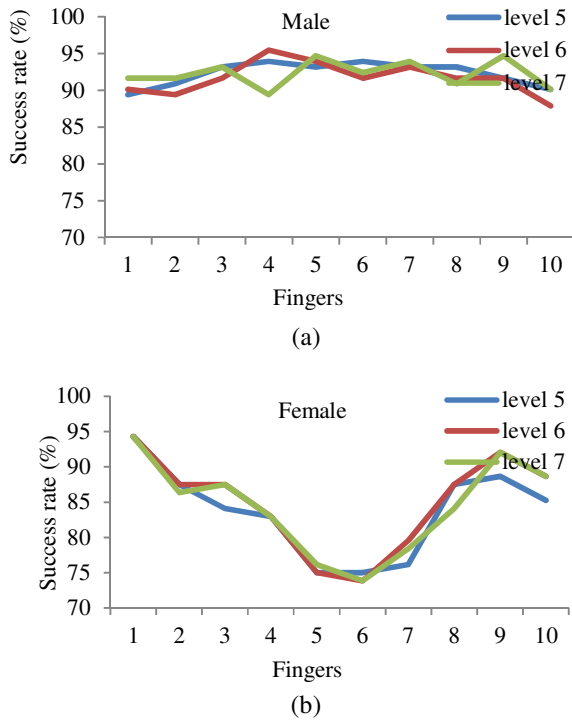 Male
level 5
level 6
level 7
Success rate (%)
100
95
90
85
80
75
70
1 2 3 4 5 6 7 8 9 10
Fingers
(a)
Female
level 5
level 6
level 7
Success rate (%)
100
95
90
85
80
75
70
1 2 3 4 5 6 7 8 9 10
Fingers
(b)